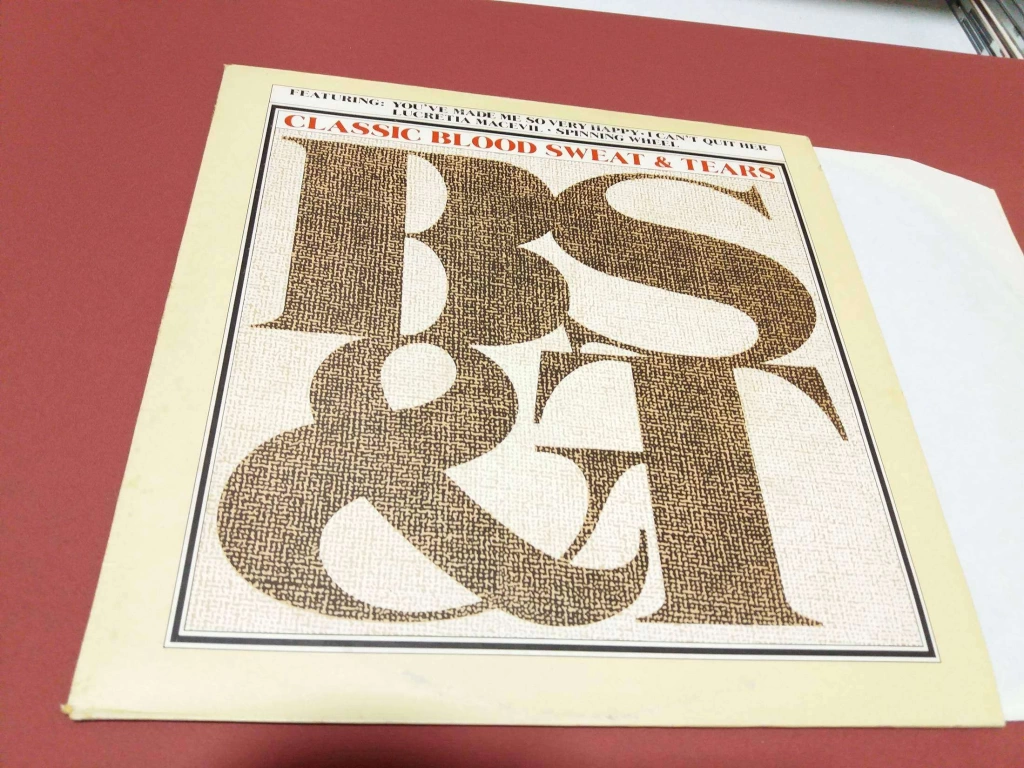 FEATURING: YOU'VE MADE ME SO VERY HAPPY · I CAN'T QUIT HER
LUCRETIA MACEVIL · SPINNING WHEEL
CLASSIC BLOOD SWEAT & TEARS
BS
&T